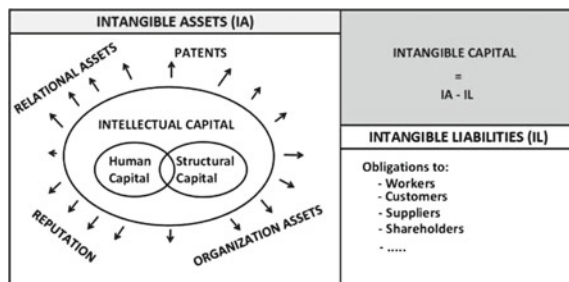 INTANGIBLE ASSETS (IA)
RELATIONAL ASSETS
PATENTS
INTELLECTUAL CAPITAL
Human
Capital
Structural
Capital
REPUTATION
ORGANIZATION ASSETS
INTANGIBLE CAPITAL
=
IA - IL
INTANGIBLE LIABILITIES (IL)
Obligations to:
- Workers
- Customers
- Suppliers
- Shareholders
- .....